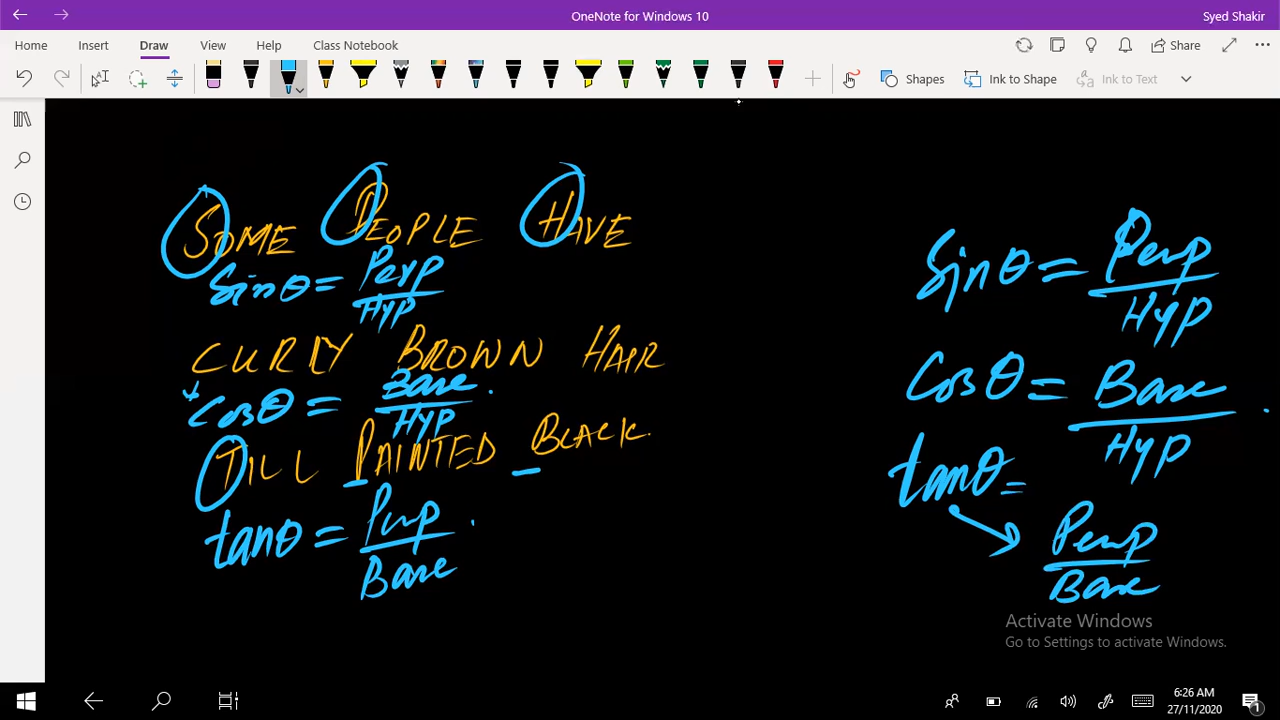 OneNote for Windows 10
Syed Shakir
Home Insert Draw View Help Class Notebook
Share
Shapes Ink to Shape Ink to Text
SOME PEOPLE HAVE
Sinθ = Perp
Hyp
CURLY BROWN HAIR
Cosθ = Base
Hyp
TILL PAINTED BLACK.
tanθ = Perp
Base
Sinθ = Perp
Hyp
Cosθ = Base
Hyp
tanθ =
Perp
Base
Activate Windows
Go to Settings to activate Windows.
6:26 AM
27/11/2020
1